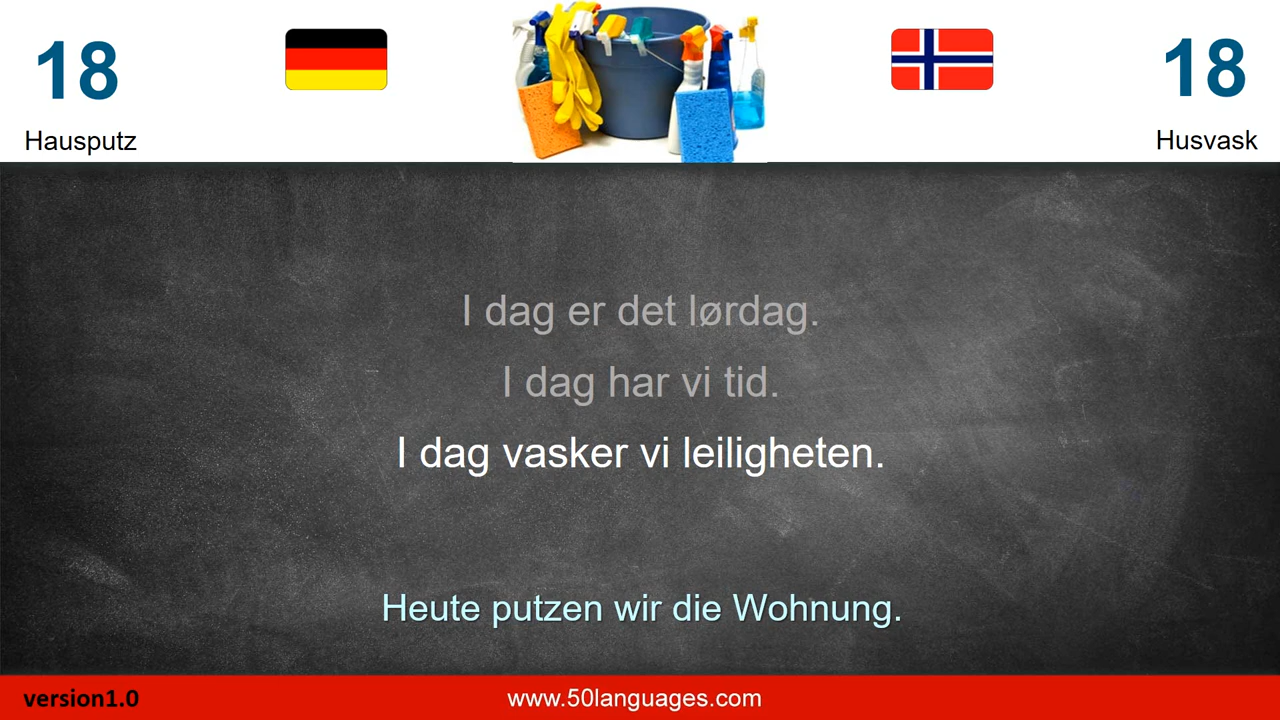 18
Hausputz
18
Husvask
I dag er det lørdag.
I dag har vi tid.
I dag vasker vi leiligheten.
Heute putzen wir die Wohnung.
version1.0
www.50languages.com